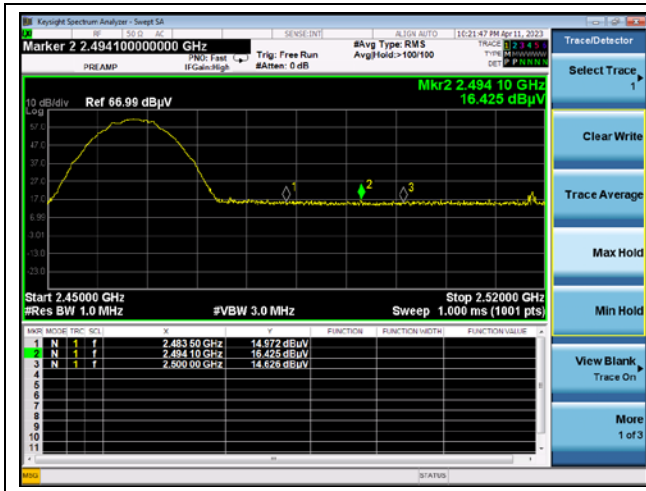 Keysight Spectrum Analyzer - Swept SA
RF 50 Ω AC SENSE:INT ALIGN AUTO 10:21:47 PM Apr 11, 2023
Marker 2 2.494100000000 GHz
PREAMP
PNO: Fast
IFGain:High
Trig: Free Run
#Atten: 0 dB
#Avg Type: RMS
Avg|Hold:>100/100
TRACE 1 2 3 4 5 6
TYPE M
DET P P N N N N
Mkr2 2.494 10 GHz
16.425 dBµV
10 dB/div Ref 66.99 dBµV
Log
57.0
47.0
37.0
27.0
17.0
6.99
-3.01
-13.0
-23.0
1
2
3
Start 2.45000 GHz Stop 2.52000 GHz
#Res BW 1.0 MHz #VBW 3.0 MHz Sweep 1.000 ms (1001 pts)
MKR MODE TRC SCL X Y FUNCTION FUNCTION WIDTH FUNCTION VALUE
1 N 1 f 2.483 50 GHz 14.972 dBµV
2 N 1 f 2.494 10 GHz 16.425 dBµV
3 N 1 f 2.500 00 GHz 14.626 dBµV
4
5
6
7
8
9
10
11
MSG STATUS
Trace/Detector
Select Trace
1
Clear Write
Trace Average
Max Hold
Min Hold
View Blank
Trace On
More
1 of 3